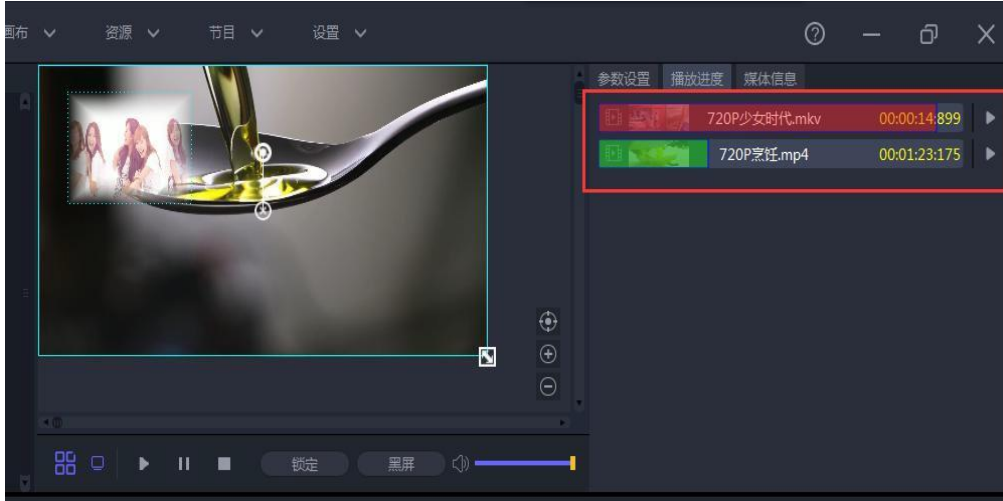 画布 资源 节目 设置
参数设置 播放进度 媒体信息
720P少女时代.mkv 00:00:14:899
720P烹饪.mp4 00:01:23:175
锁定 黑屏